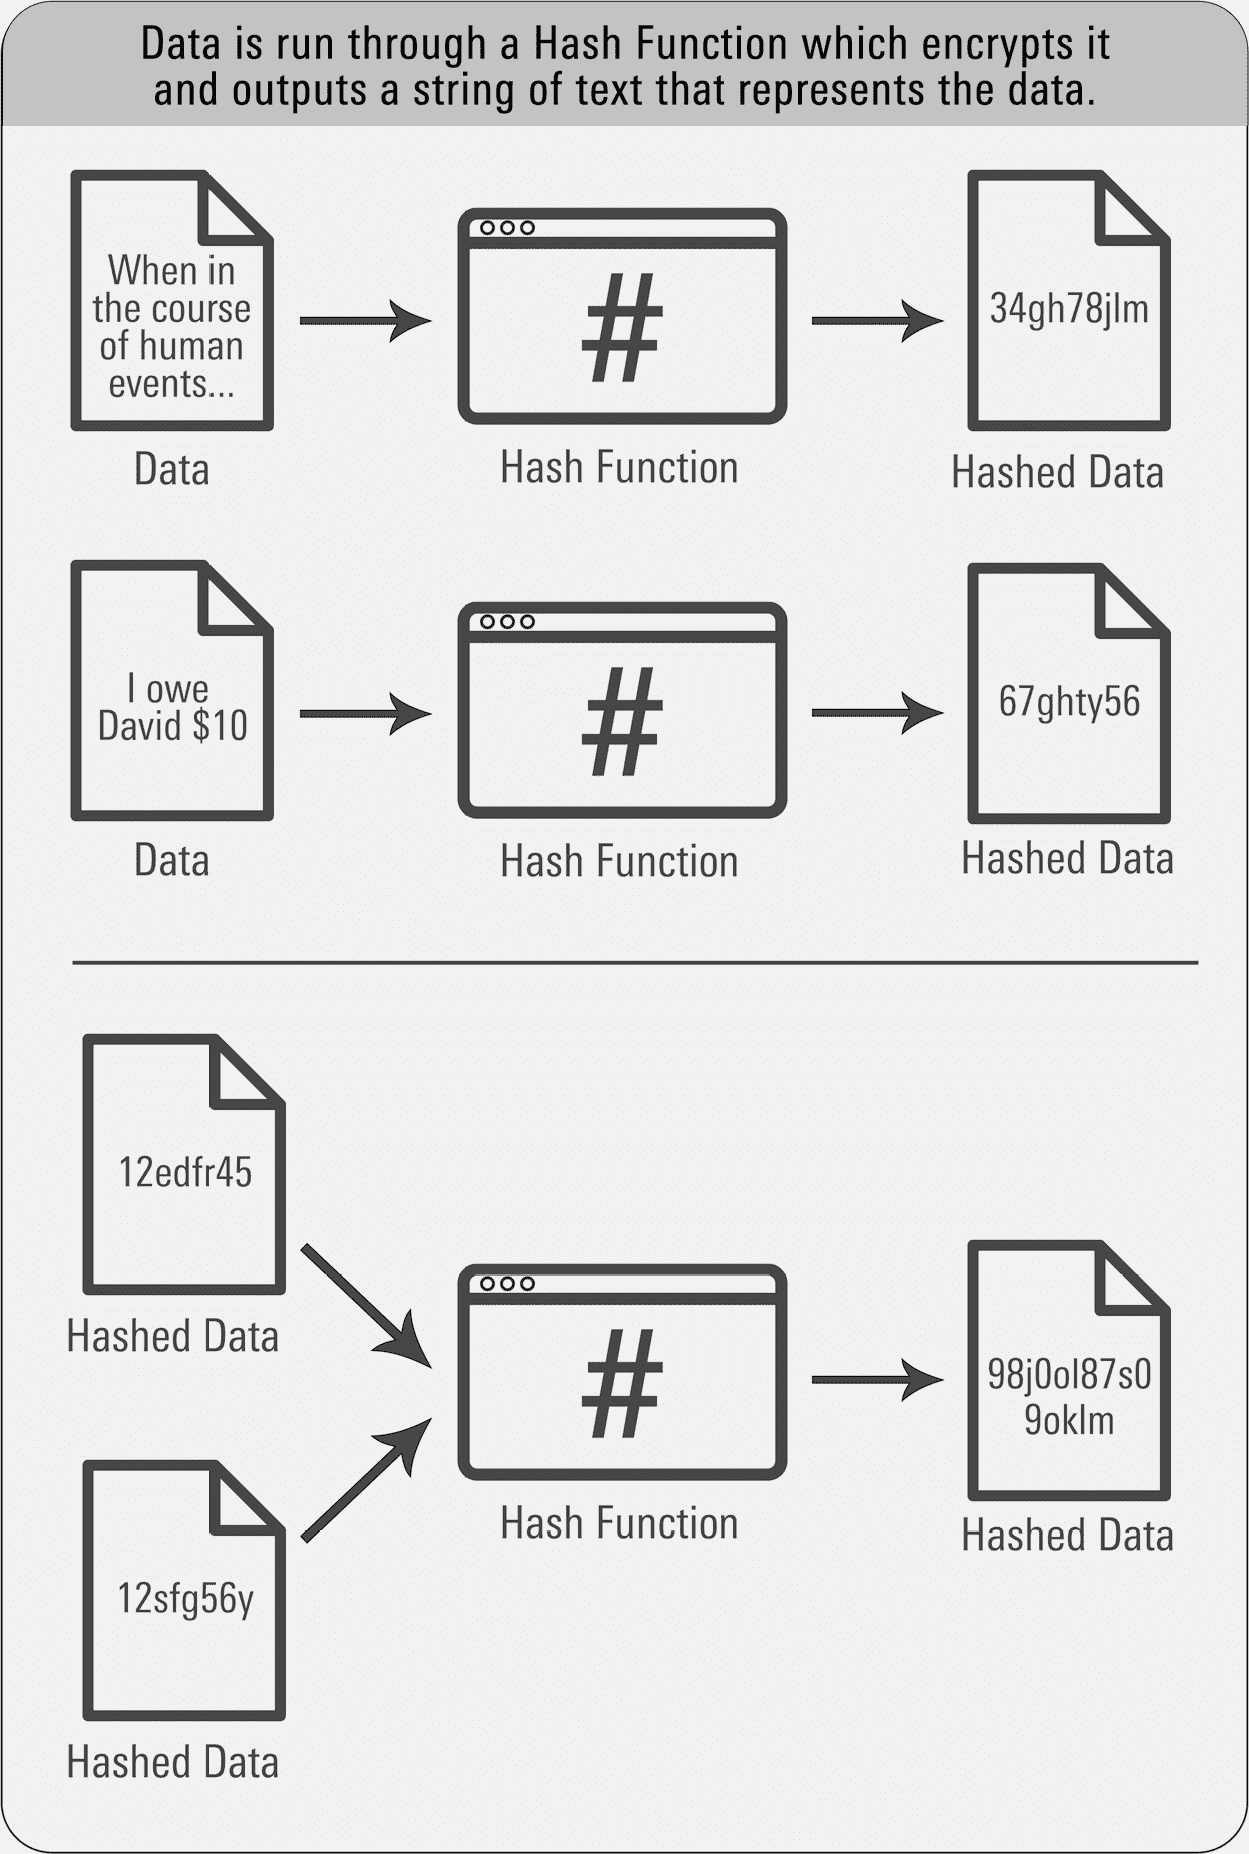 Data is run through a Hash Function which encrypts it
and outputs a string of text that represents the data.
When in
the course
of human
events...
#
34gh78jlm
Data
Hash Function
Hashed Data
I owe
David $10
#
67ghty56
Data
Hash Function
Hashed Data
12edfr45
Hashed Data
#
98j0ol87s0
9oklm
Hash Function
Hashed Data
12sfg56y
Hashed Data